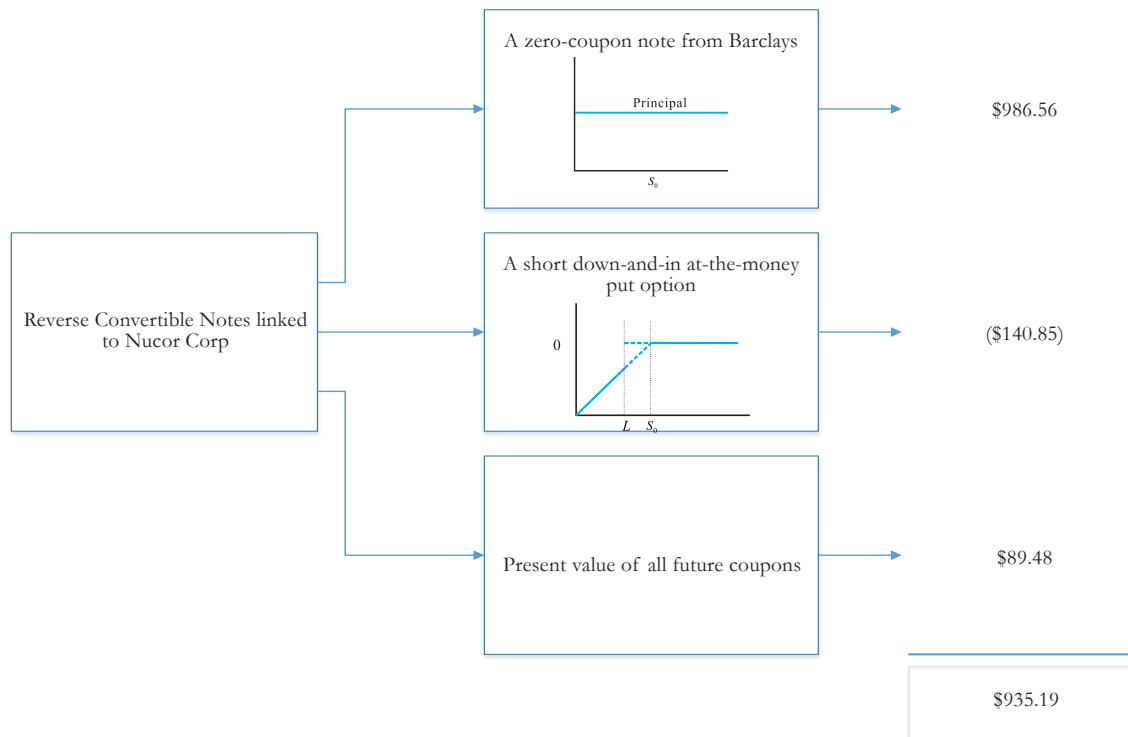 A zero-coupon note from Barclays
Principal
S₀
$986.56
Reverse Convertible Notes linked
to Nucor Corp
A short down-and-in at-the-money
put option
0
L S₀
($140.85)
Present value of all future coupons
$89.48
$935.19